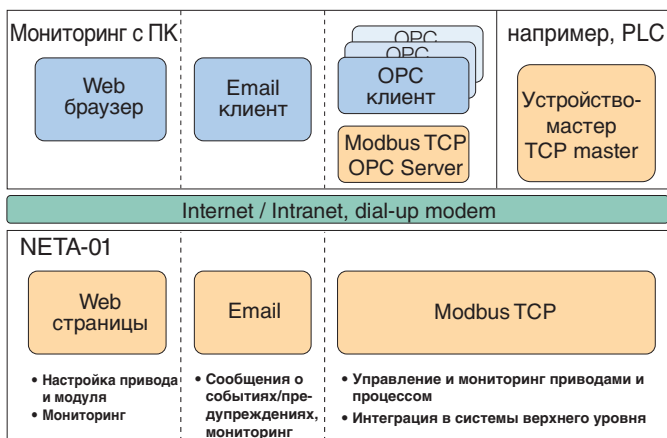 Мониторинг с ПК
например, PLC
Web
браузер
Email
клиент
OPC
OPC
OPC
клиент
Modbus TCP
OPC Server
Устройство-
мастер
TCP master
Internet / Intranet, dial-up modem
NETA-01
Web
страницы
Email
Modbus TCP
• Настройка привода
и модуля
• Мониторинг
• Сообщения о
событиях/пре-
дупреждениях,
мониторинг
• Управление и мониторинг приводами и
процессом
• Интеграция в системы верхнего уровня